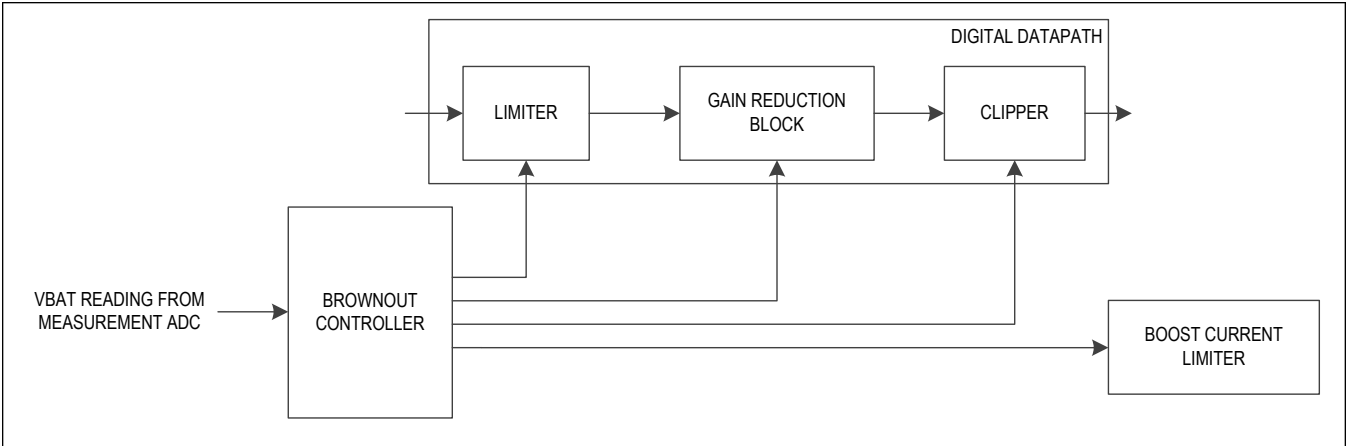 DIGITAL DATAPATH
LIMITER
GAIN REDUCTION
BLOCK
CLIPPER
VBAT READING FROM
MEASUREMENT ADC
BROWNOUT
CONTROLLER
BOOST CURRENT
LIMITER